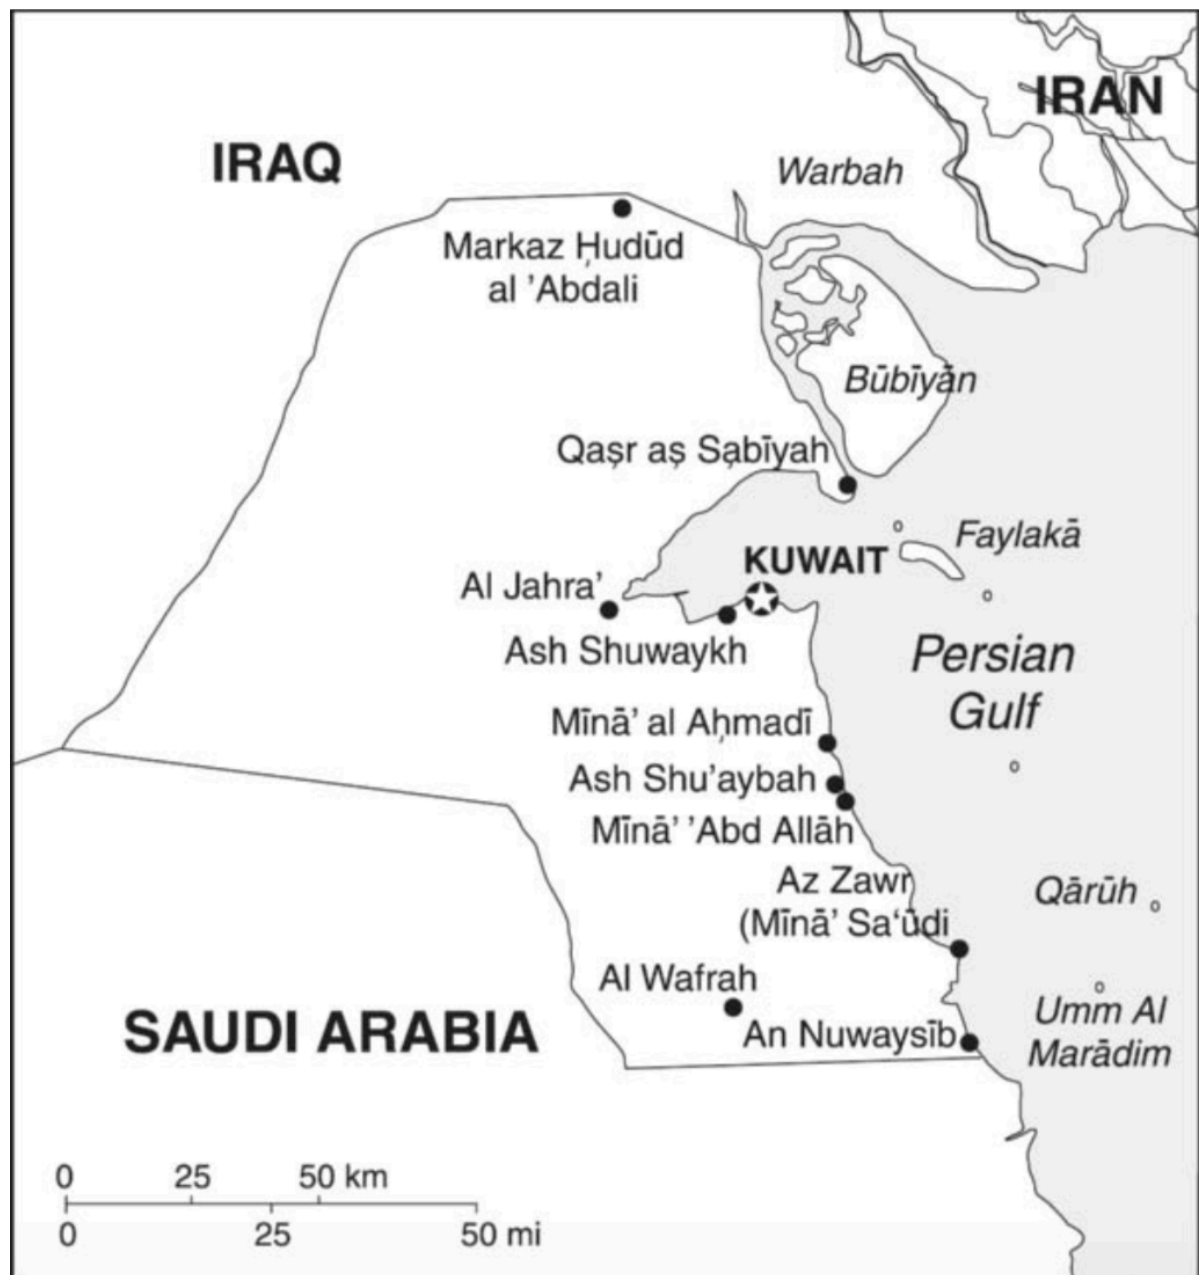 IRAN
IRAQ
Warbah
Markaz Ḥudūd
al ’Abdali
Būbīyān
Qaṣr aṣ Ṣabīyah
Faylakā
KUWAIT
Al Jahra’
Ash Shuwaykh
Persian
Gulf
Mīnā’ al Aḥmadī
Ash Shu’aybah
Mīnā’ ’Abd Allāh
Az Zawr
(Mīnā’ Sa‘ūdi
Qārūh
Al Wafrah
An Nuwaysīb
Umm Al
Marādim
SAUDI ARABIA
0 25 50 km
0 25 50 mi